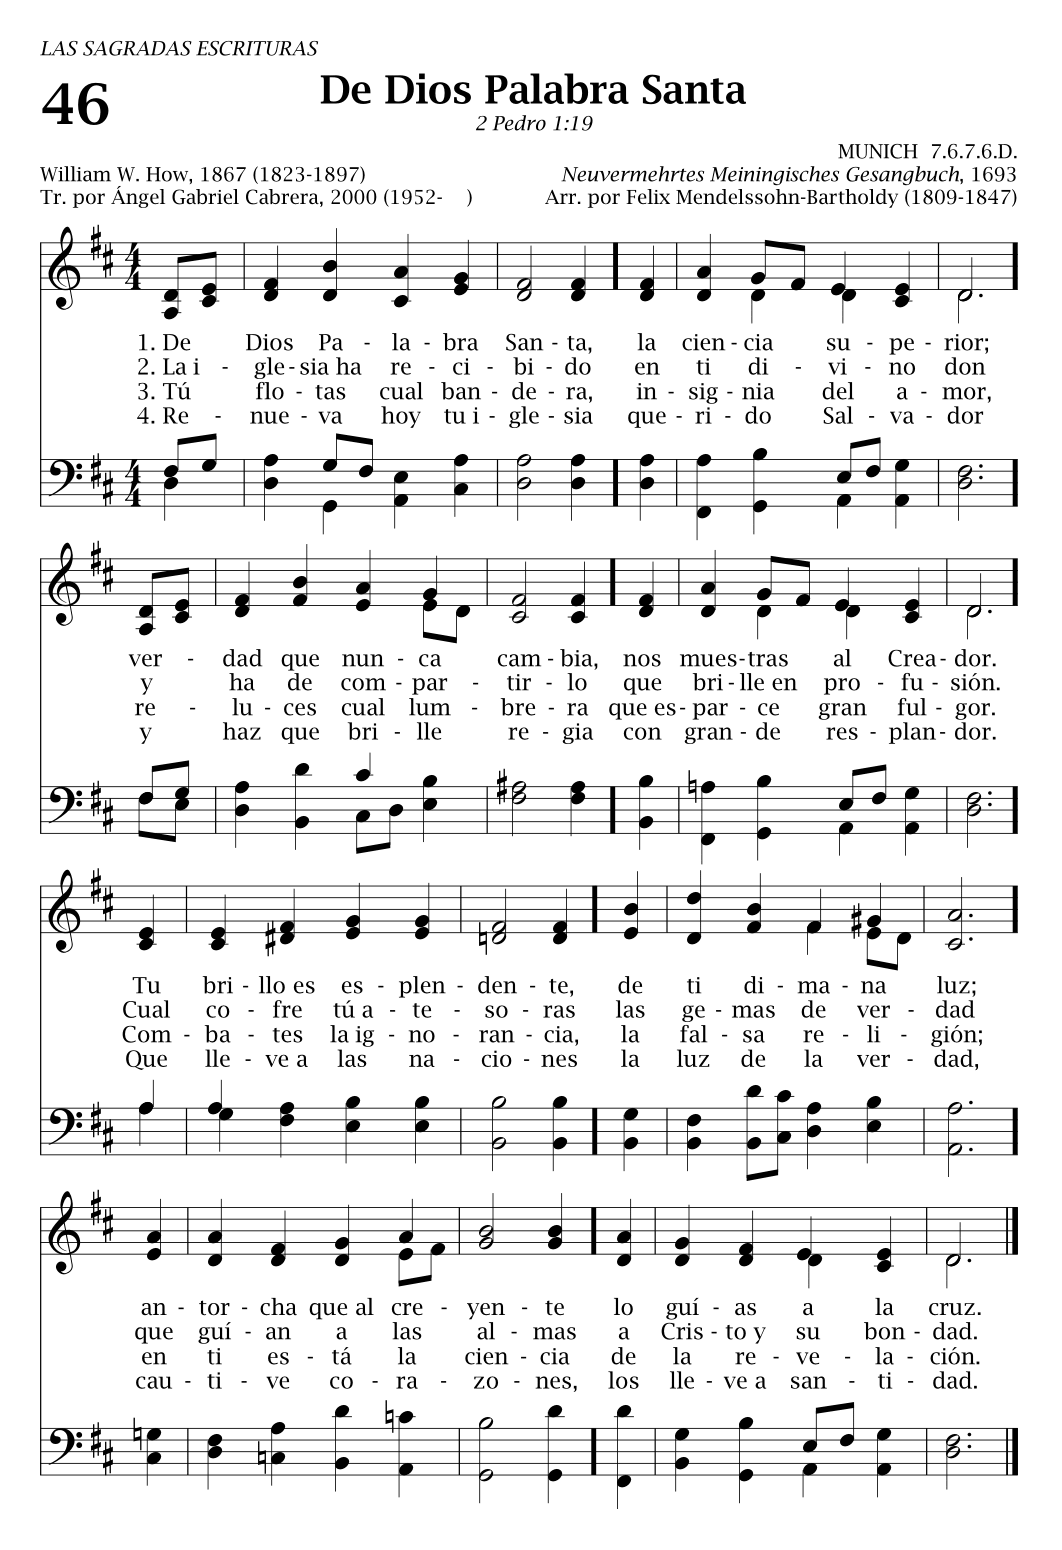 LAS SAGRADAS ESCRITURAS
46
De Dios Palabra Santa
2 Pedro 1:19
MUNICH 7.6.7.6.D.
William W. How, 1867 (1823-1897)
Neuvermehrtes Meiningisches Gesangbuch, 1693
Tr. por Ángel Gabriel Cabrera, 2000 (1952- )
Arr. por Felix Mendelssohn-Bartholdy (1809-1847)
4
4
1. De Dios Pa - la - bra San - ta, la cien - cia su - pe - rior;
2. La i - gle - sia ha re - ci - bi - do en ti di - vi - no don
3. Tú flo - tas cual ban - de - ra, in - sig - nia del a - mor,
4. Re - nue - va hoy tu i - gle - sia que - ri - do Sal - va - dor
4
4
ver - dad que nun - ca cam - bia, nos mues - tras al Crea - dor.
y ha de com - par - tir - lo que bri - lle en pro - fu - sión.
re - lu - ces cual lum - bre - ra que es - par - ce gran ful - gor.
y haz que bri - lle re - gia con gran - de res - plan - dor.
Tu bri - llo es es - plen - den - te, de ti di - ma - na luz;
Cual co - fre tú a - te - so - ras las ge - mas de ver - dad
Com - ba - tes la ig - no - ran - cia, la fal - sa re - li - gión;
Que lle - ve a las na - cio - nes la luz de la ver - dad,
an - tor - cha que al cre - yen - te lo guí - as a la cruz.
que guí - an a las al - mas a Cris - to y su bon - dad.
en ti es - tá la cien - cia de la re - ve - la - ción.
cau - ti - ve co - ra - zo - nes, los lle - ve a san - ti - dad.